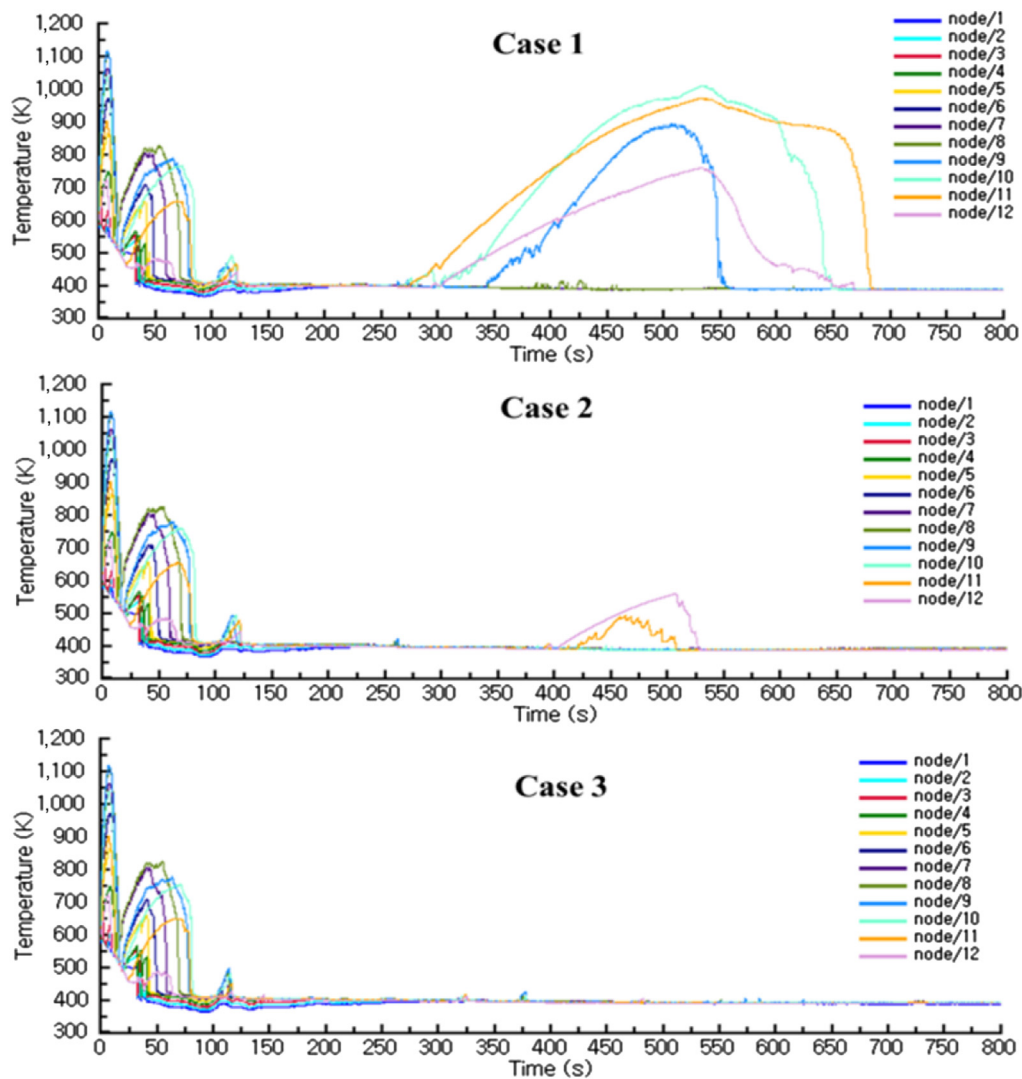 Case 1
Temperature (K)
1,200
1,100
1,000
900
800
700
600
500
400
300
0 50 100 150 200 250 300 350 400 450 500 550 600 650 700 750 800
Time (s)
node/1
node/2
node/3
node/4
node/5
node/6
node/7
node/8
node/9
node/10
node/11
node/12
Case 2
Temperature (K)
1,200
1,100
1,000
900
800
700
600
500
400
300
0 50 100 150 200 250 300 350 400 450 500 550 600 650 700 750 800
Time (s)
node/1
node/2
node/3
node/4
node/5
node/6
node/7
node/8
node/9
node/10
node/11
node/12
Case 3
Temperature (K)
1,200
1,100
1,000
900
800
700
600
500
400
300
0 50 100 150 200 250 300 350 400 450 500 550 600 650 700 750 800
Time (s)
node/1
node/2
node/3
node/4
node/5
node/6
node/7
node/8
node/9
node/10
node/11
node/12